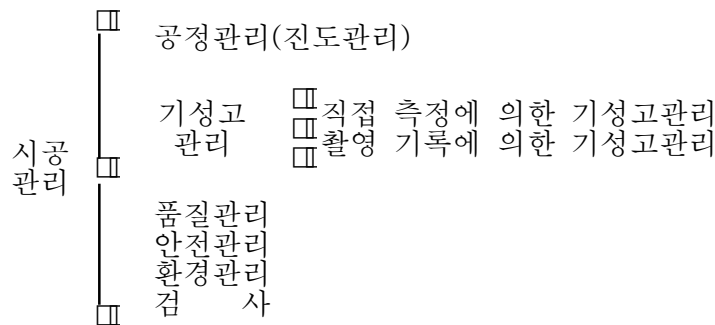 공정관리(진도관리)
기성고
관리
직접 측정에 의한 기성고관리
촬영 기록에 의한 기성고관리
시공
관리
품질관리
안전관리
환경관리
검 사